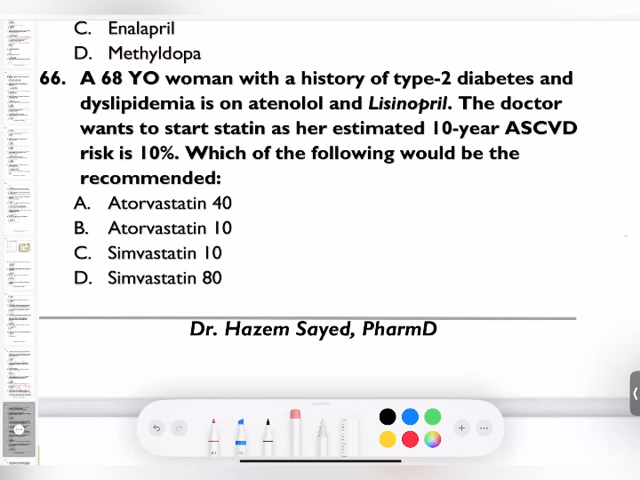 C. Enalapril
D. Methyldopa
66. A 68 YO woman with a history of type-2 diabetes and
dyslipidemia is on atenolol and Lisinopril. The doctor
wants to start statin as her estimated 10-year ASCVD
risk is 10%. Which of the following would be the
recommended:
A. Atorvastatin 40
B. Atorvastatin 10
C. Simvastatin 10
D. Simvastatin 80
Dr. Hazem Sayed, PharmD